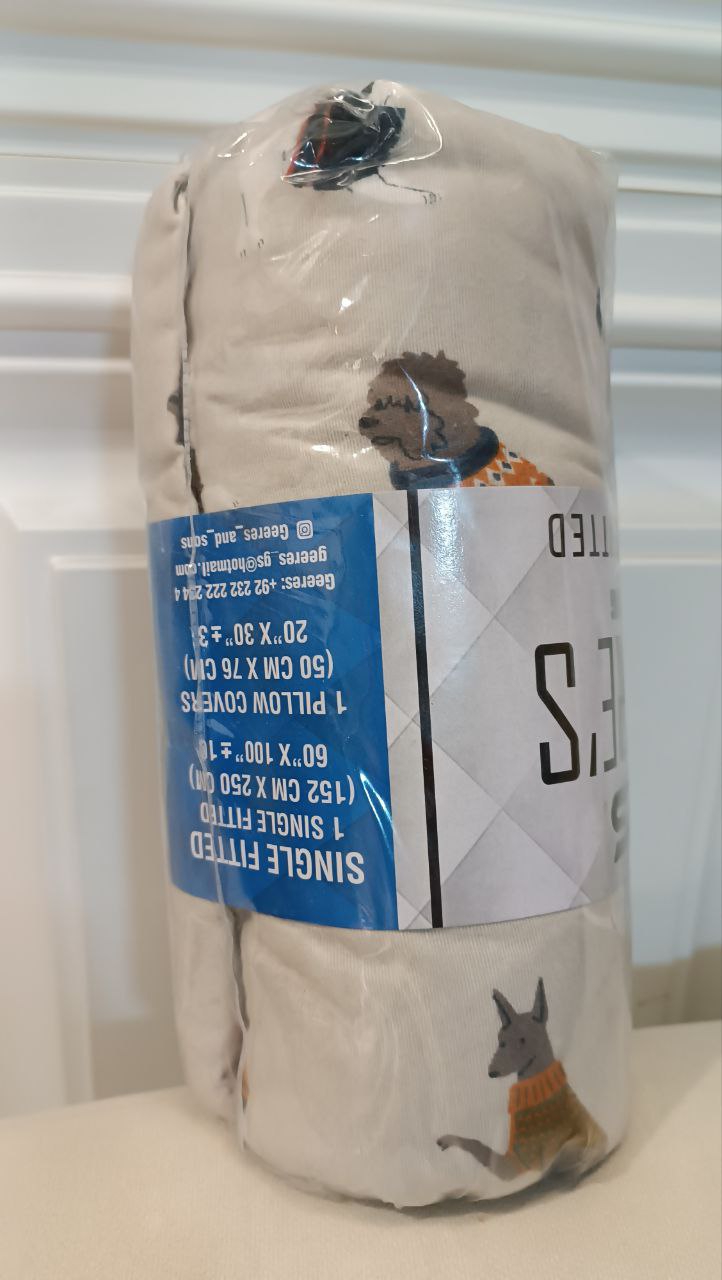 SINGLE FITTED
1 SINGLE FITTED
(152 CM X 250 CM)
60"X 100" ± 10
1 PILLOW COVERS
(50 CM X 76 CM)
20"X 30" ± 3
Geeres: +92 232 222 234 4
geeres_gs@hotmail.com
Geeres_and_sons